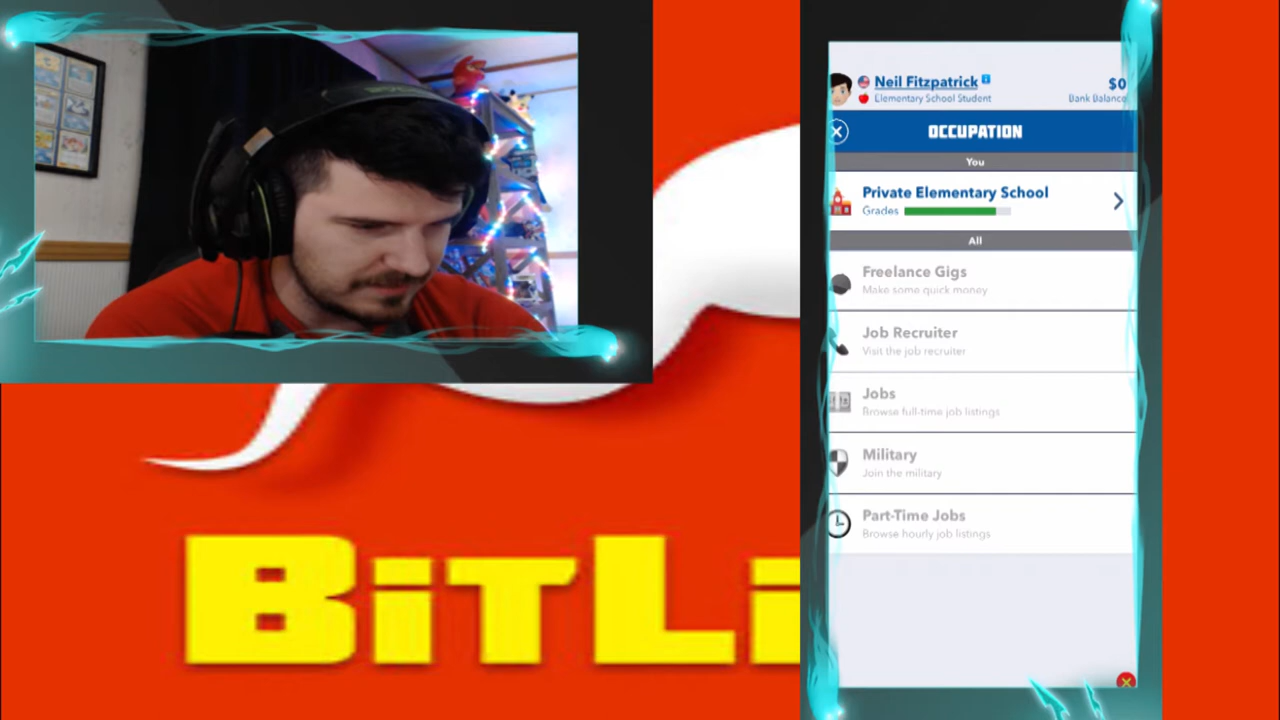 Neil Fitzpatrick
$0
Elementary School Student
Bank Balance
OCCUPATION
You
Private Elementary School
Grades
All
Freelance Gigs
Make some quick money
Job Recruiter
Visit the job recruiter
Jobs
Browse full-time job listings
Military
Join the military
Part-Time Jobs
Browse hourly job listings
BiTLi